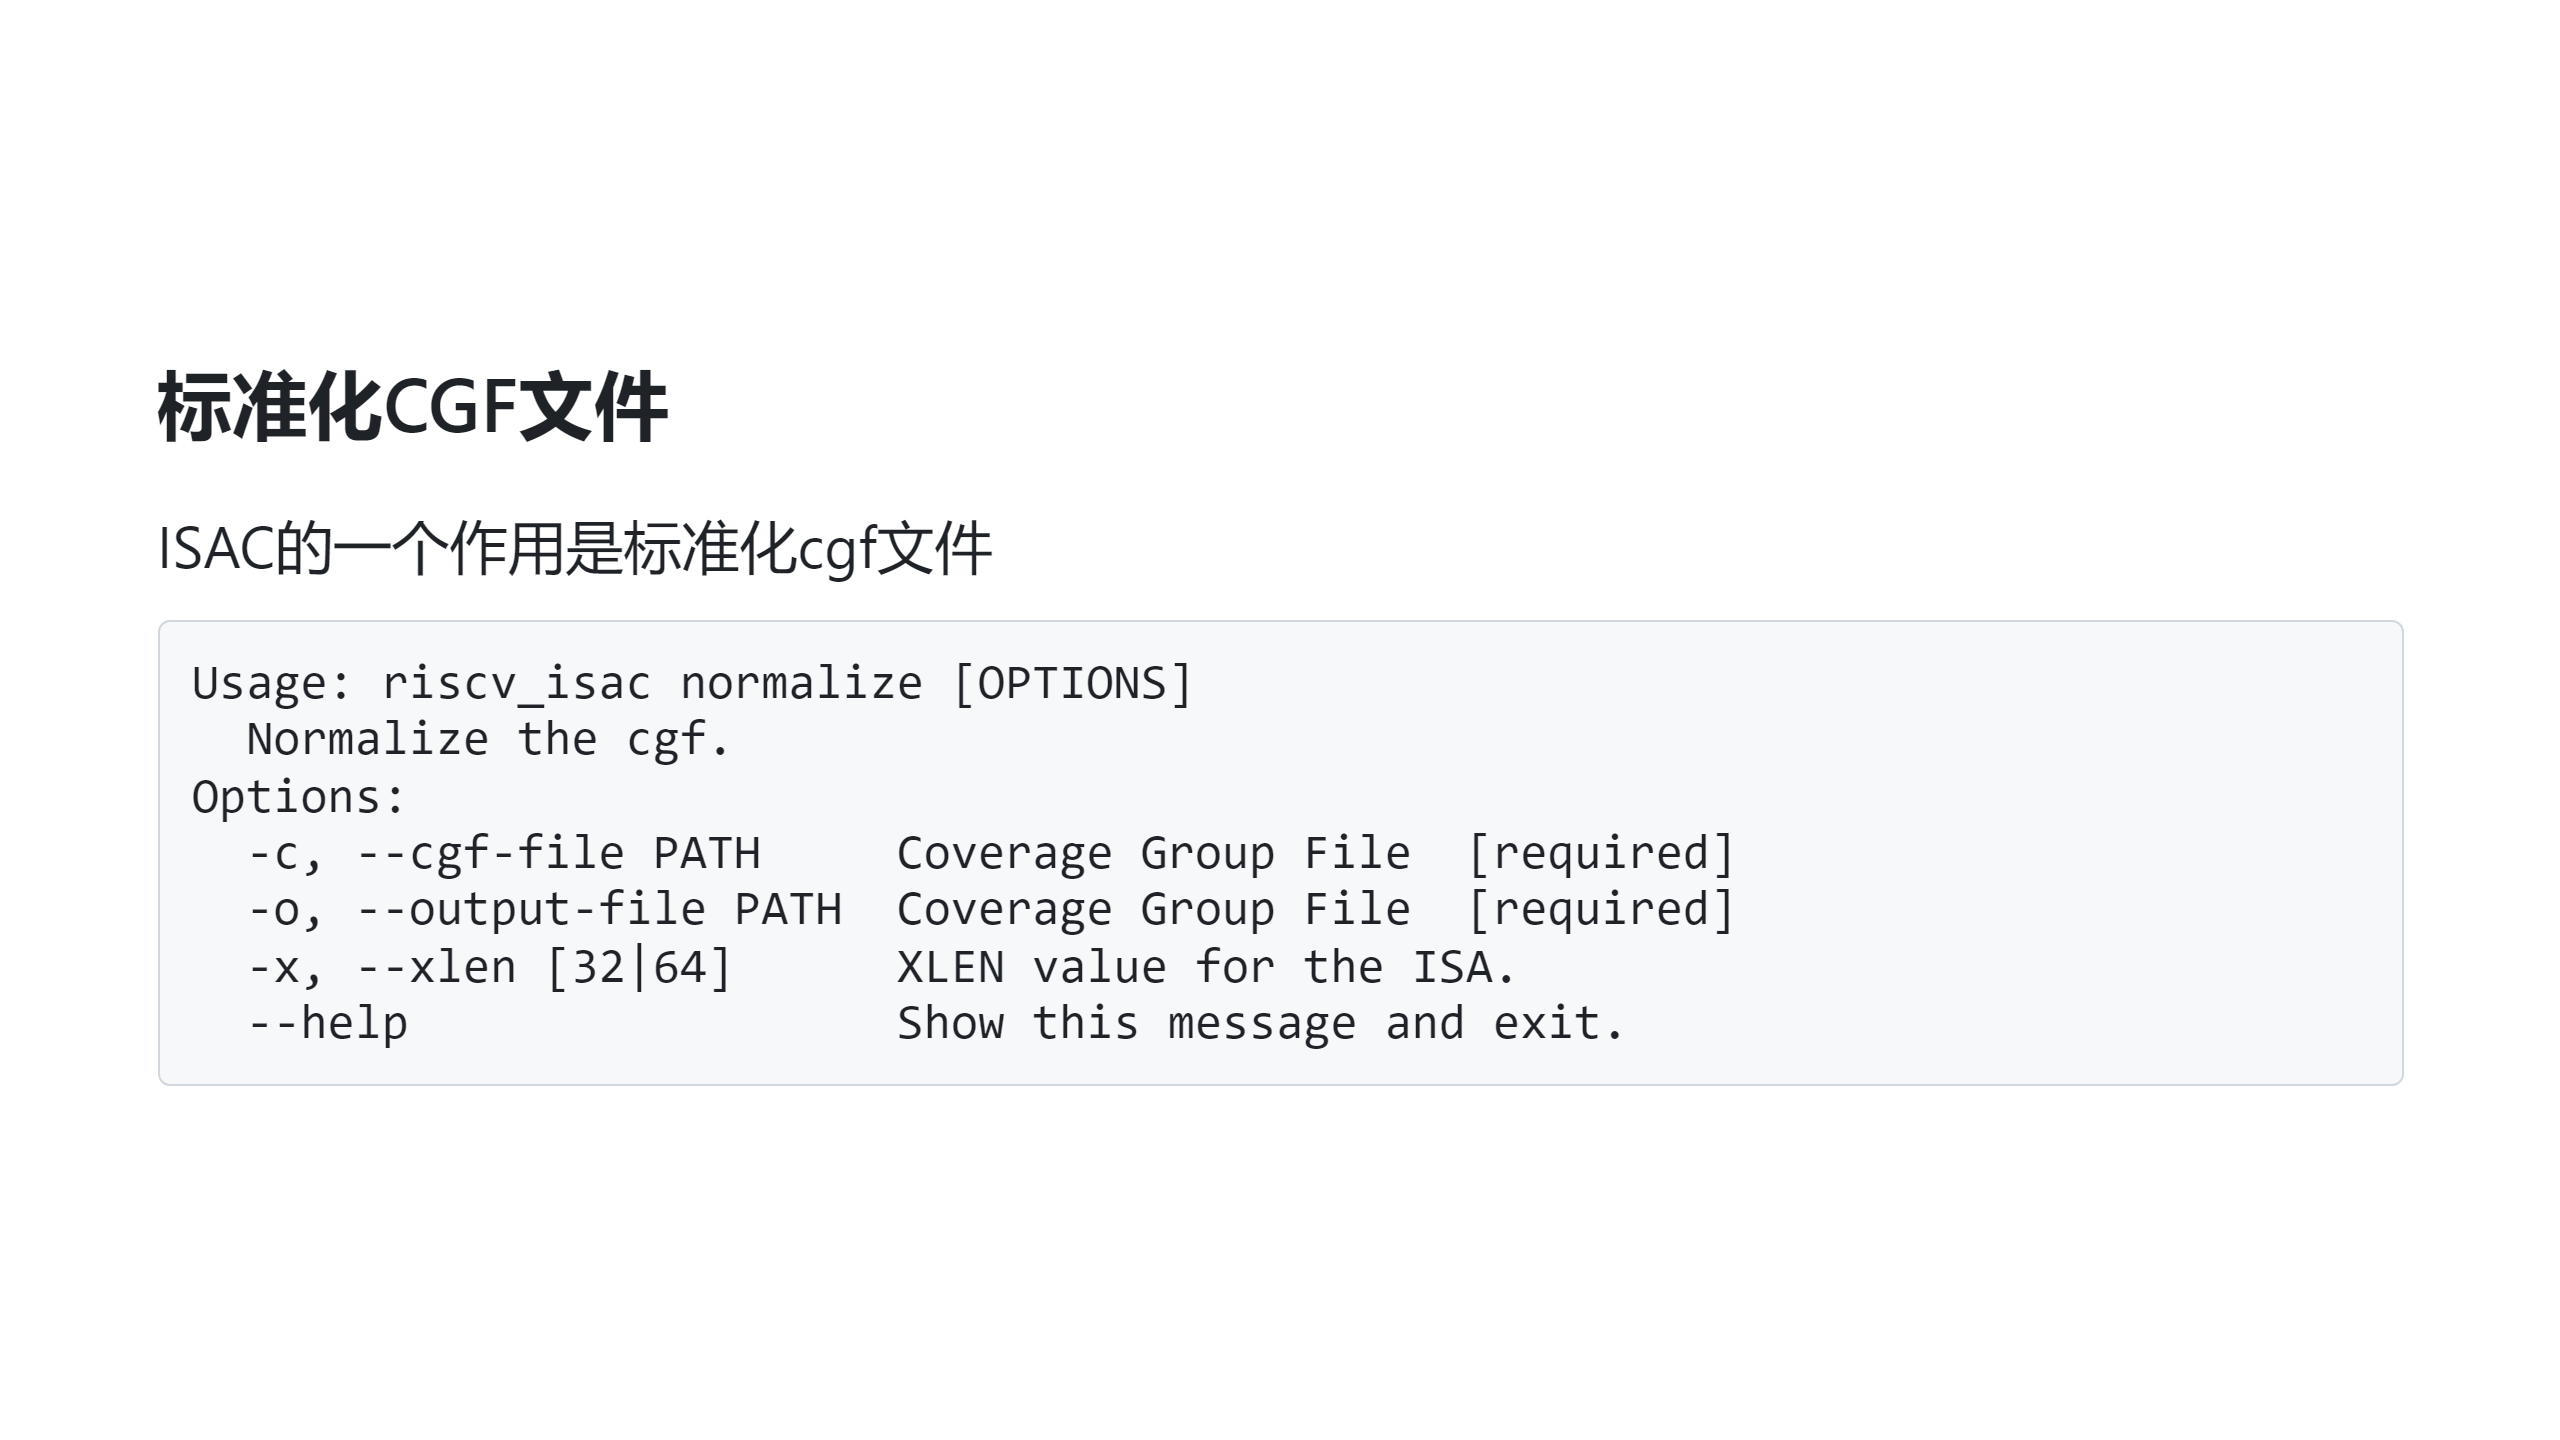 标准化CGF文件
ISAC的一个作用是标准化cgf文件
Usage: riscv_isac normalize [OPTIONS]
  Normalize the cgf.
Options:
  -c, --cgf-file PATH     Coverage Group File  [required]
  -o, --output-file PATH  Coverage Group File  [required]
  -x, --xlen [32|64]      XLEN value for the ISA.
  --help                  Show this message and exit.